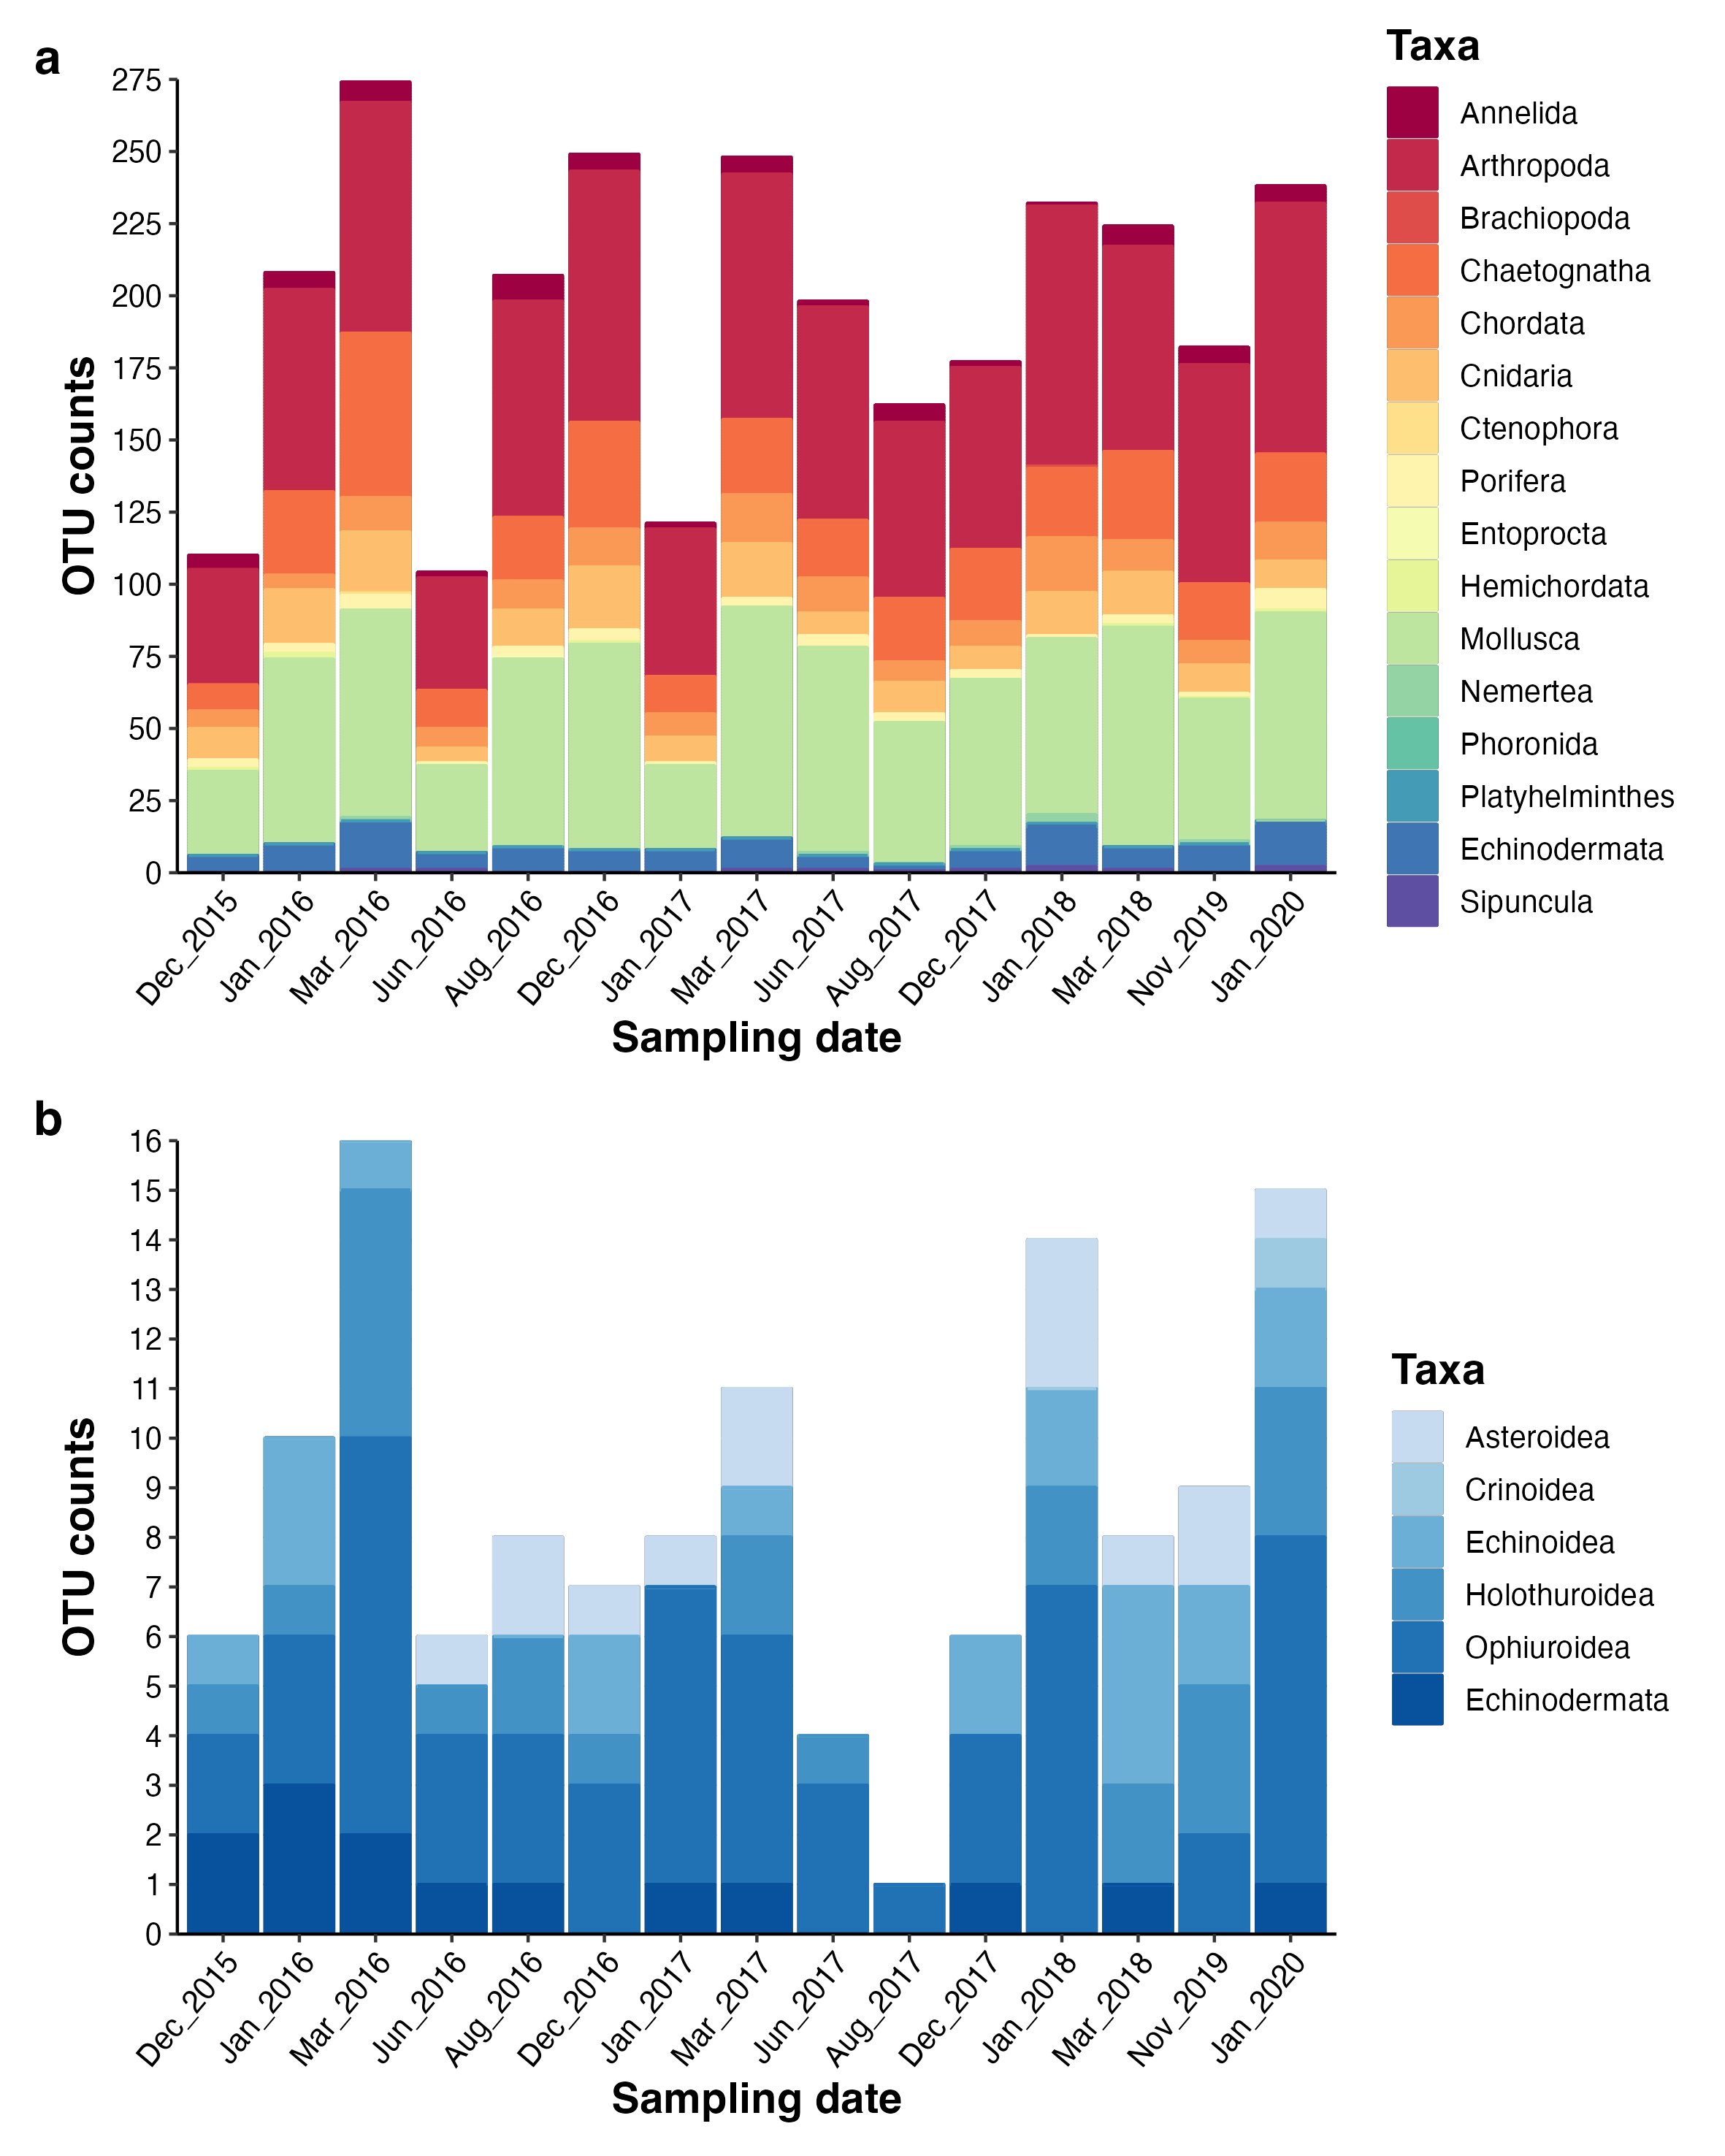 a
275
250
225
200
175
150
125
100
75
50
25
0
OTU counts
Dec_2015
Jan_2016
Mar_2016
Jun_2016
Aug_2016
Dec_2016
Jan_2017
Mar_2017
Jun_2017
Aug_2017
Dec_2017
Jan_2018
Mar_2018
Nov_2019
Jan_2020
Sampling date
Taxa
Annelida
Arthropoda
Brachiopoda
Chaetognatha
Chordata
Cnidaria
Ctenophora
Porifera
Entoprocta
Hemichordata
Mollusca
Nemertea
Phoronida
Platyhelminthes
Echinodermata
Sipuncula
b
16
15
14
13
12
11
10
9
8
7
6
5
4
3
2
1
0
OTU counts
Dec_2015
Jan_2016
Mar_2016
Jun_2016
Aug_2016
Dec_2016
Jan_2017
Mar_2017
Jun_2017
Aug_2017
Dec_2017
Jan_2018
Mar_2018
Nov_2019
Jan_2020
Sampling date
Taxa
Asteroidea
Crinoidea
Echinoidea
Holothuroidea
Ophiuroidea
Echinodermata